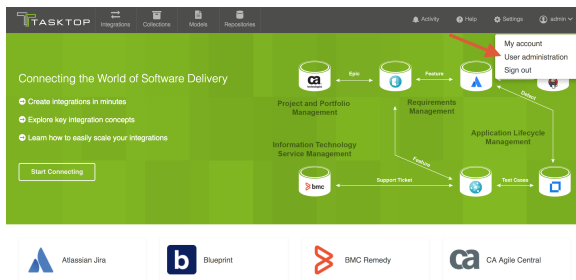 TASKTOP
Integrations
Collections
Models
Repositories
Activity
Help
Settings
admin
My account
User administration
Sign out
Connecting the World of Software Delivery
Create integrations in minutes
Explore key integration concepts
Learn how to easily scale your integrations
Start Connecting
ca
technologies
Epic
Feature
Defect
Project and Portfolio
Management
Requirements
Management
Application Lifecycle
Management
Information Technology
Service Management
Feature
bmc
Support Ticket
Test Cases
Atlassian Jira
b
Blueprint
BMC Remedy
ca
CA Agile Central